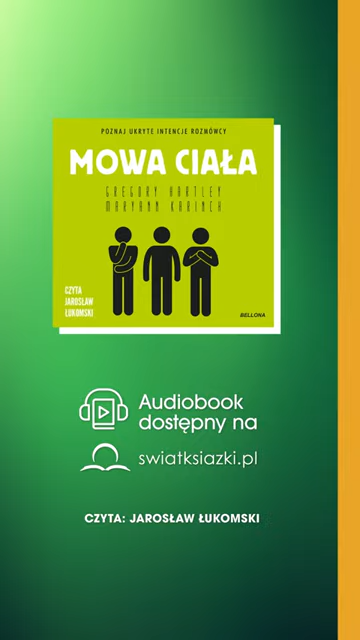 POZNAJ UKRYTE INTENCJE ROZMÓWCY
MOWA CIAŁA
GREGORY HARTLEY
MARYANN KARINCH
CZYTA
JAROSŁAW
ŁUKOMSKI
BELLONA
Audiobook
dostępny na
swiatksiazki.pl
CZYTA: JAROSŁAW ŁUKOMSKI